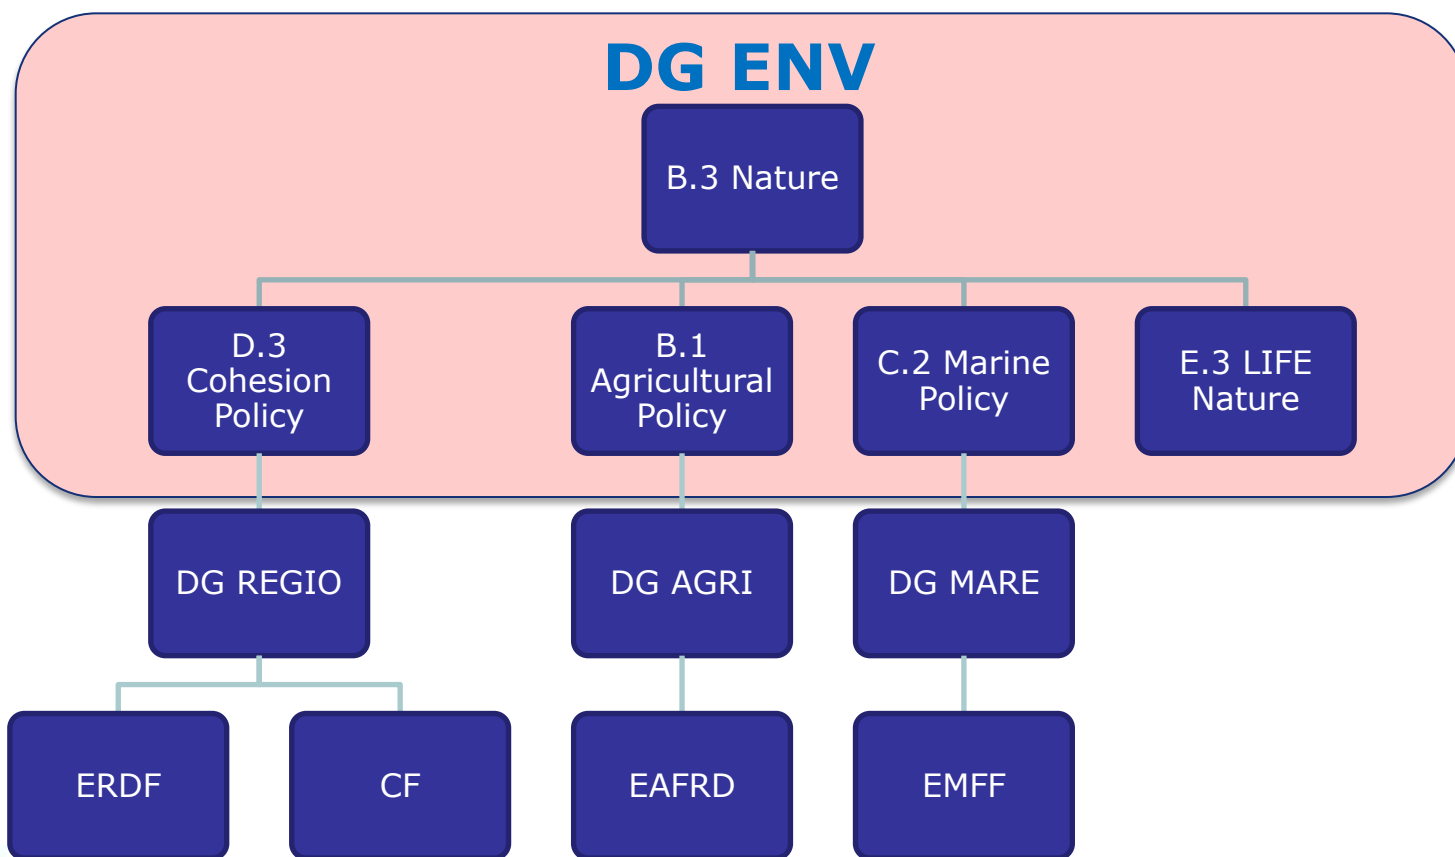 DG ENV
B.3 Nature
D.3
Cohesion
Policy
B.1
Agricultural
Policy
C.2 Marine
Policy
E.3 LIFE
Nature
DG REGIO
DG AGRI
DG MARE
ERDF
CF
EAFRD
EMFF